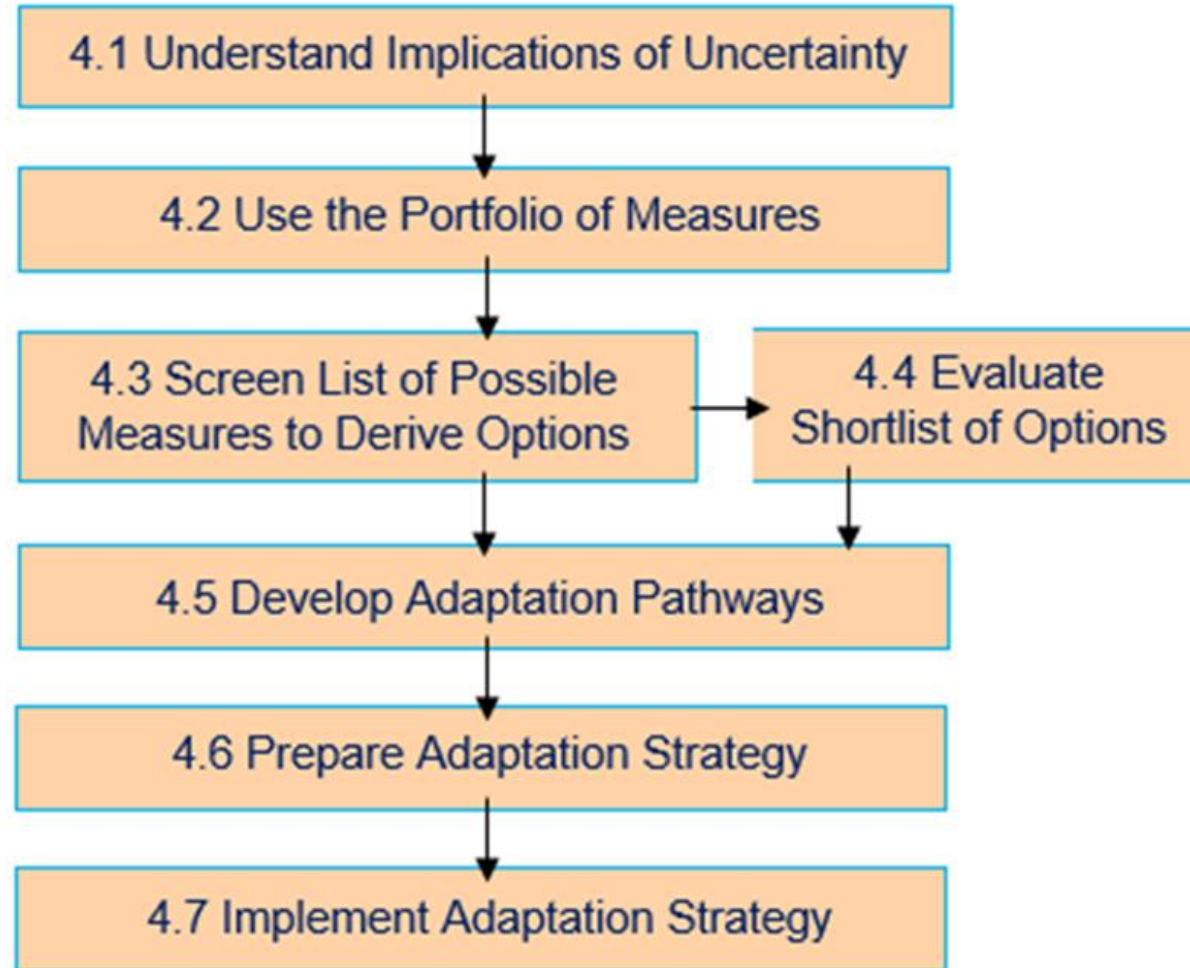 4.1 Understand Implications of Uncertainty
4.2 Use the Portfolio of Measures
4.3 Screen List of Possible
Measures to Derive Options
4.4 Evaluate
Shortlist of Options
4.5 Develop Adaptation Pathways
4.6 Prepare Adaptation Strategy
4.7 Implement Adaptation Strategy